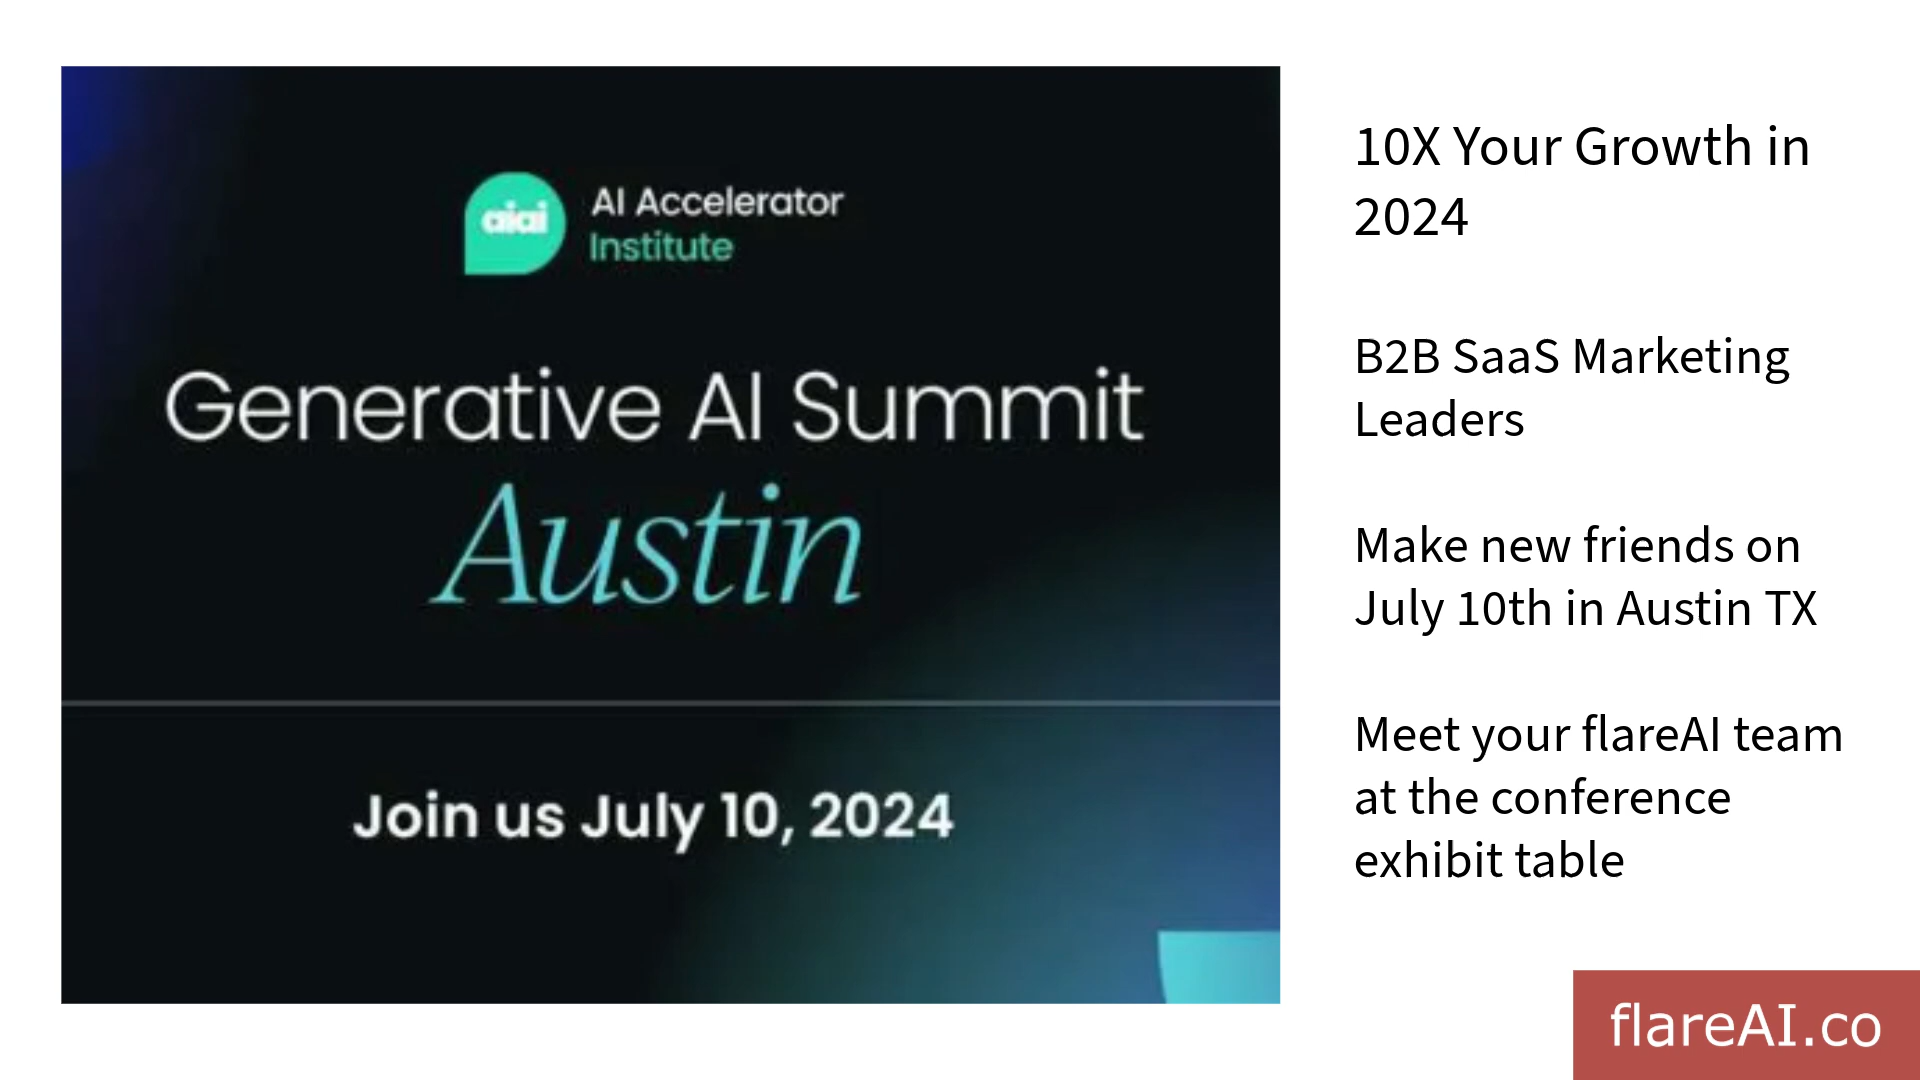 aiai
AI Accelerator
Institute
Generative AI Summit
Austin
Join us July 10, 2024
10X Your Growth in
2024
B2B SaaS Marketing
Leaders
Make new friends on
July 10th in Austin TX
Meet your flareAI team
at the conference
exhibit table
flareAI.co